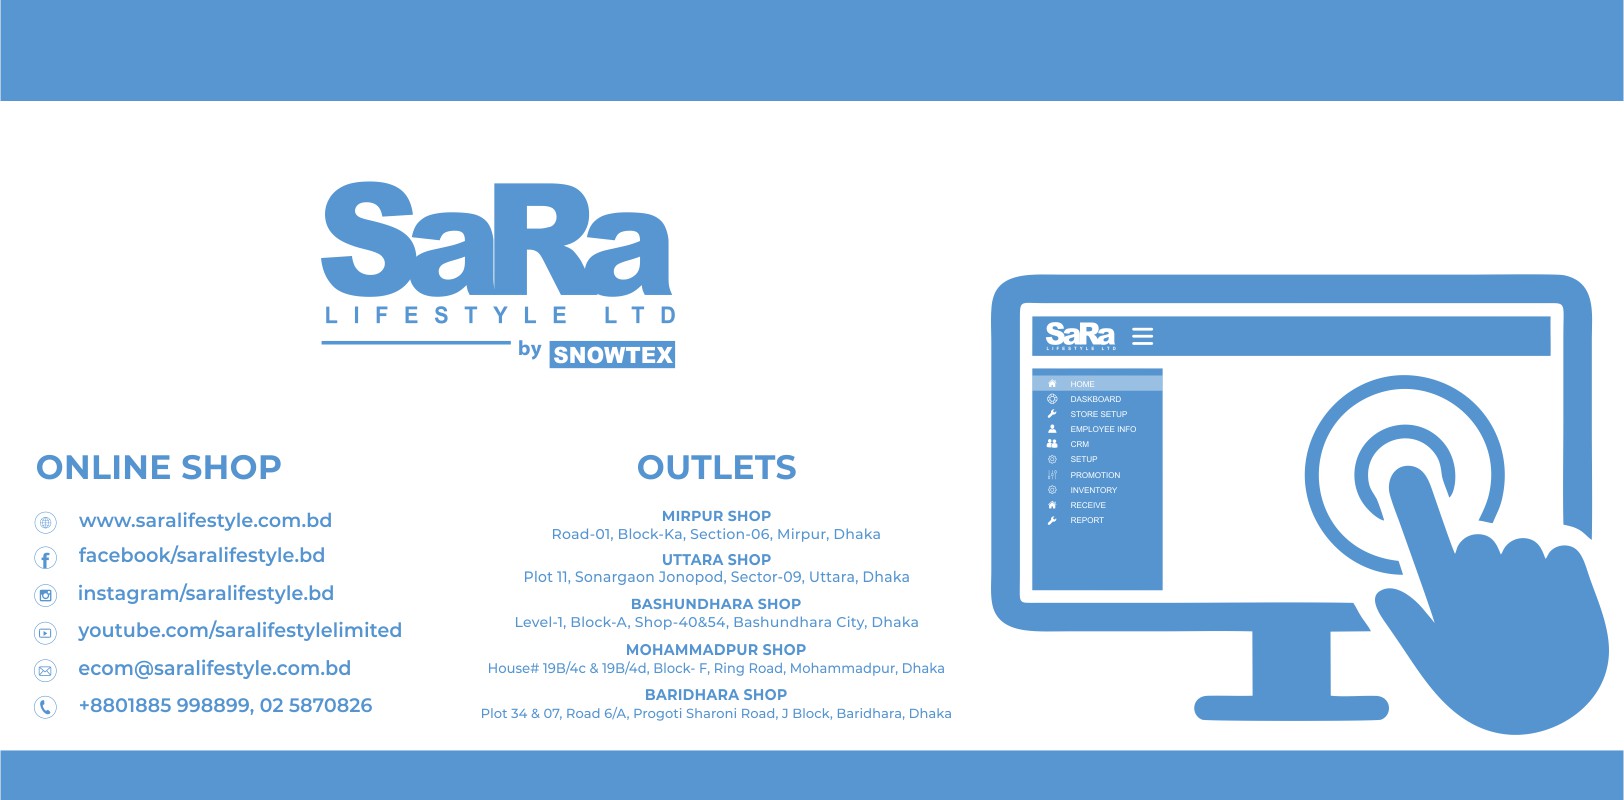 SaRa
LIFESTYLE LTD
by SNOWTEX
ONLINE SHOP
www.saralifestyle.com.bd
facebook/saralifestyle.bd
instagram/saralifestyle.bd
youtube.com/saralifestylelimited
ecom@saralifestyle.com.bd
+8801885 998899, 02 5870826
OUTLETS
MIRPUR SHOP
Road-01, Block-Ka, Section-06, Mirpur, Dhaka
UTTARA SHOP
Plot 11, Sonargaon Jonopod, Sector-09, Uttara, Dhaka
BASHUNDHARA SHOP
Level-1, Block-A, Shop-40&54, Bashundhara City, Dhaka
MOHAMMADPUR SHOP
House# 19B/4c & 19B/4d, Block- F, Ring Road, Mohammadpur, Dhaka
BARIDHARA SHOP
Plot 34 & 07, Road 6/A, Progoti Sharoni Road, J Block, Baridhara, Dhaka
SaRa
LIFESTYLE LTD
HOME
DASKBOARD
STORE SETUP
EMPLOYEE INFO
CRM
SETUP
PROMOTION
INVENTORY
RECEIVE
REPORT